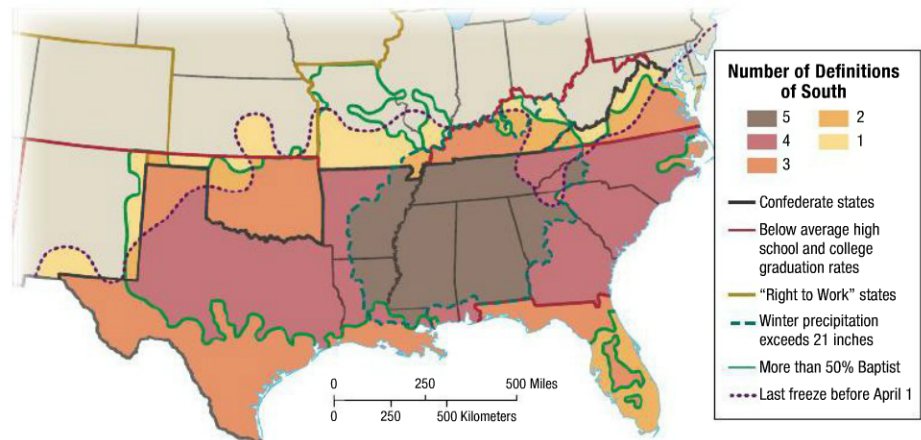 Number of Definitions
of South
5
2
4
1
3
Confederate states
Below average high
school and college
graduation rates
"Right to Work" states
Winter precipitation
exceeds 21 inches
More than 50% Baptist
Last freeze before April 1
0 250 500 Miles
0 250 500 Kilometers